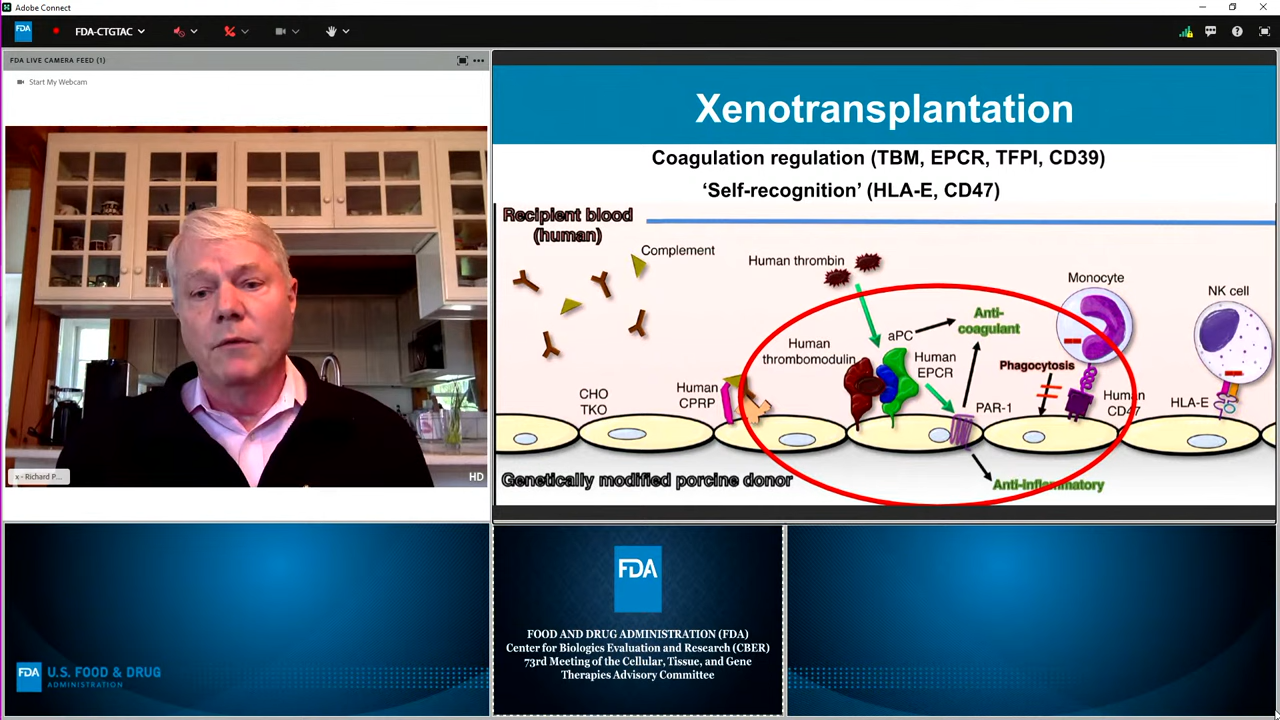 Adobe Connect
FDA
FDA-CTGTAC
FDA LIVE CAMERA FEED (1)
Start My Webcam
x - Richard P...
HD
Xenotransplantation
Coagulation regulation (TBM, EPCR, TFPI, CD39)
‘Self-recognition’ (HLA-E, CD47)
Recipient blood
(human)
Complement
Human thrombin
Monocyte
NK cell
Anti-
coagulant
aPC
Human
thrombomodulin
Human
EPCR
Phagocytosis
CHO
TKO
Human
CPRP
PAR-1
Human
CD47
HLA-E
Genetically modified porcine donor
Anti-inflammatory
FDA
FOOD AND DRUG ADMINISTRATION (FDA)
Center for Biologics Evaluation and Research (CBER)
73rd Meeting of the Cellular, Tissue, and Gene
Therapies Advisory Committee
FDA
U.S. FOOD & DRUG
ADMINISTRATION